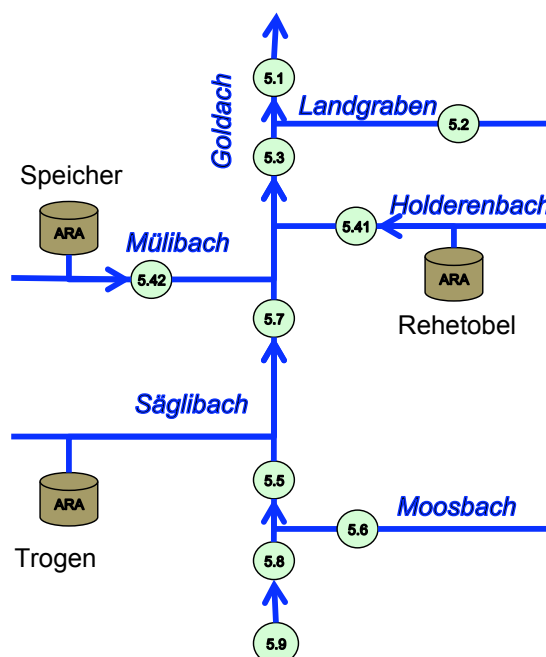 5.1
Goldach
Landgraben
5.2
5.3
Speicher
ARA
Mülibach
5.41
Holderenbach
5.42
ARA
Rehetobel
5.7
Säglibach
ARA
Trogen
5.5
5.6
Moosbach
5.8
5.9